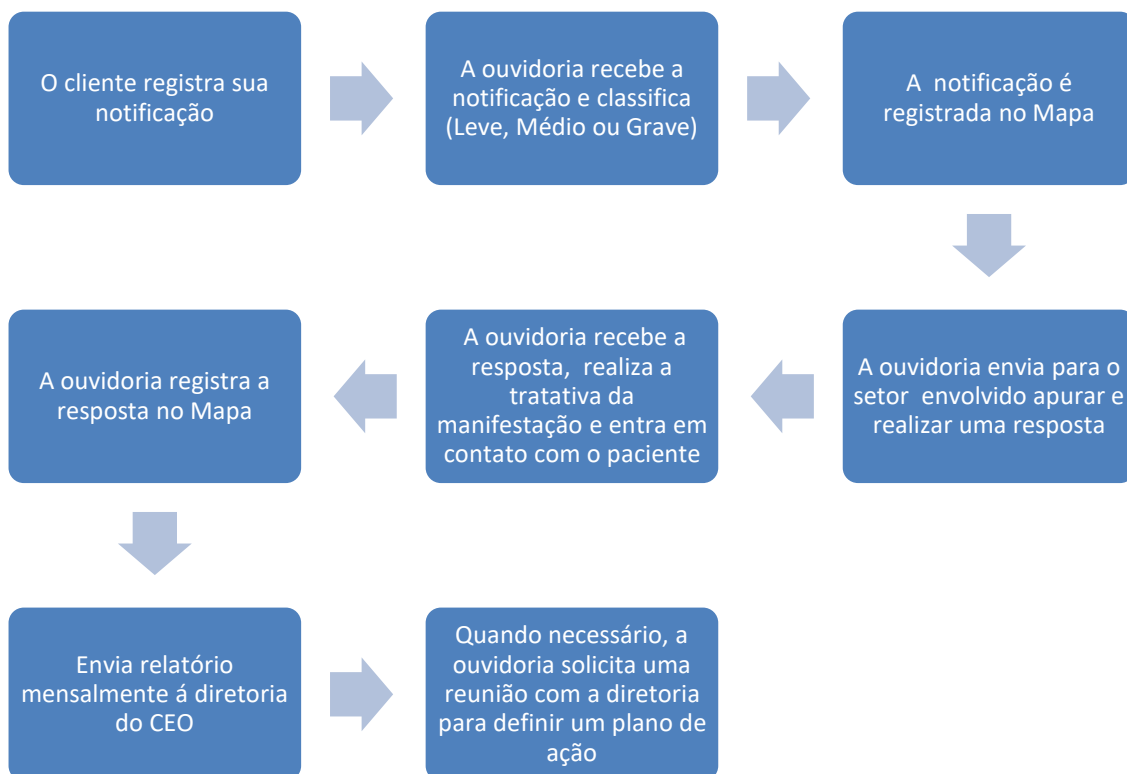 O cliente registra sua
notificação
A ouvidoria recebe a
notificação e classifica
(Leve, Médio ou Grave)
A notificação é
registrada no Mapa
A ouvidoria envia para o
setor envolvido apurar e
realizar uma resposta
A ouvidoria recebe a
resposta, realiza a
tratativa da
manifestação e entra em
contato com o paciente
A ouvidoria registra a
resposta no Mapa
Envia relatório
mensalmente á diretoria
do CEO
Quando necessário, a
ouvidoria solicita uma
reunião com a diretoria
para definir um plano de
ação